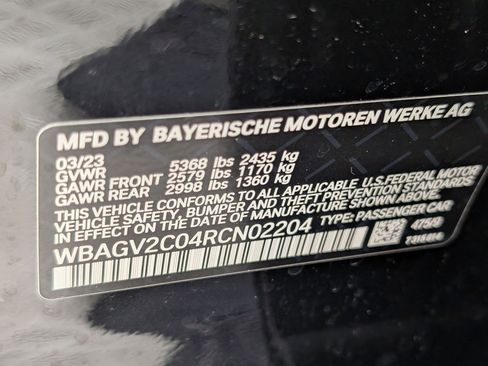 MFD BY BAYERISCHE MOTOREN WERKE AG
03/23
GVWR 5368 lbs 2435 kg
GAWR FRONT 2579 lbs 1170 kg
GAWR REAR 2998 lbs 1360 kg
THIS VEHICLE CONFORMS TO ALL APPLICABLE U.S. FEDERAL MOTOR
VEHICLE SAFETY, BUMPER, AND THEFT PREVENTION STANDARDS
IN EFFECT ON THE DATE OF MANUFACTURE SHOWN ABOVE.
WBAGV2C04RCN02204 TYPE: PASSENGER CAR